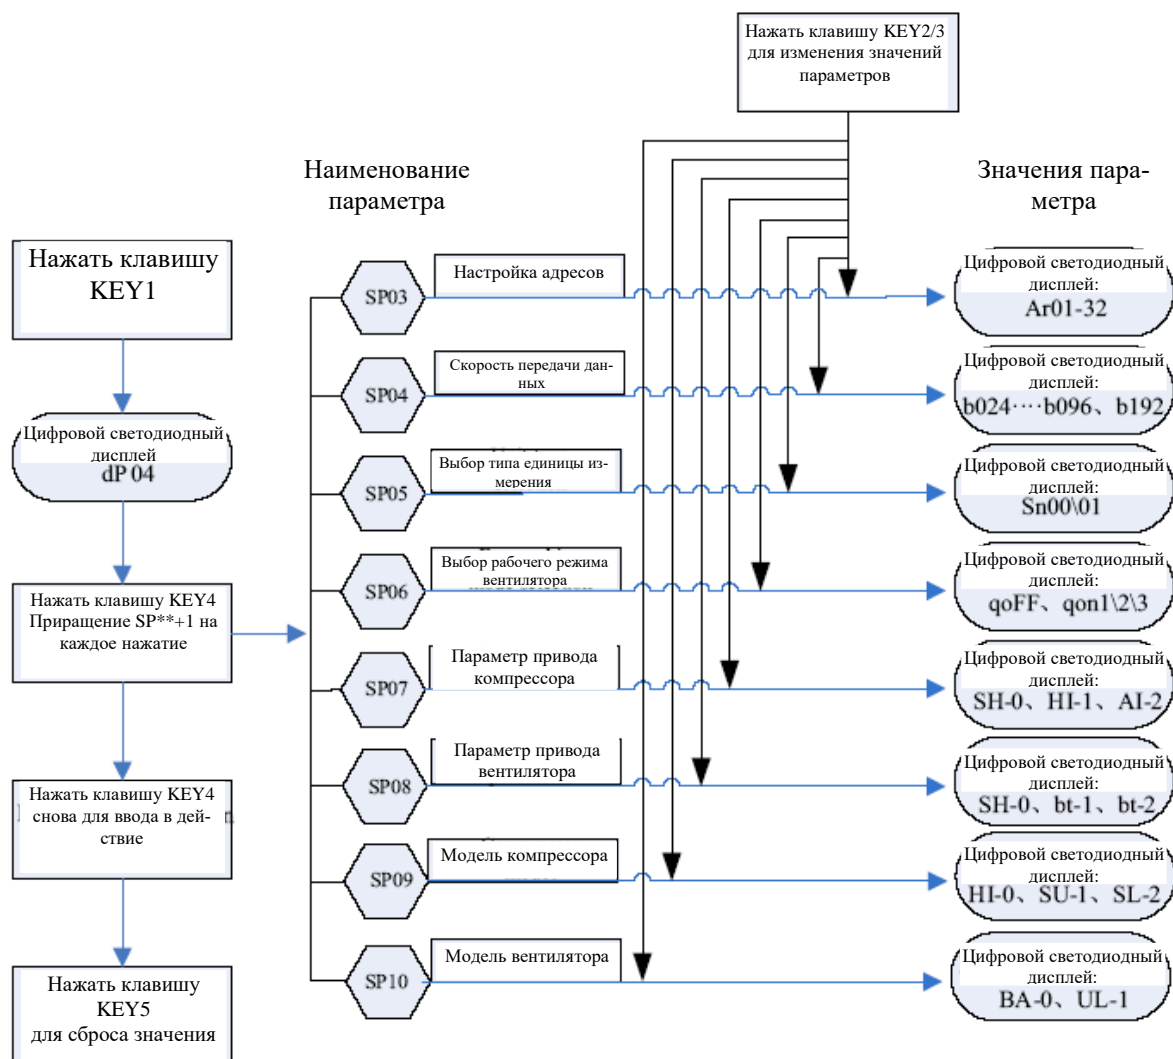 Нажать клавишу KEY2/3
для изменения значений
параметров
Наименование
параметра
Значения пара-
метра
Нажать клавишу
KEY1
Цифровой светодиодный
дисплей
dP 04
Нажать клавишу KEY4
Приращение SP**+1 на
каждое нажатие
Нажать клавишу KEY4
снова для ввода в дей-
ствие
Нажать клавишу
KEY5
для сброса значения
SP03
Настройка адресов
Цифровой светодиодный
дисплей:
Ar01-32
SP04
Скорость передачи дан-
ных
Цифровой светодиодный
дисплей:
b024····b096、b192
SP05
Выбор типа единицы из-
мерения
Цифровой светодиодный
дисплей:
Sn00\01
SP06
Выбор рабочего режима
вентилятора
Цифровой светодиодный
дисплей:
qoFF、qon1\2\3
SP07
Параметр привода
компрессора
Цифровой светодиодный
дисплей:
SH-0、HI-1、AI-2
SP08
Параметр привода
вентилятора
Цифровой светодиодный
дисплей:
SH-0、bt-1、bt-2
SP09
Модель компрессора
Цифровой светодиодный
дисплей:
HI-0、SU-1、SL-2
SP10
Модель вентилятора
Цифровой светодиодный
дисплей:
BA-0、UL-1